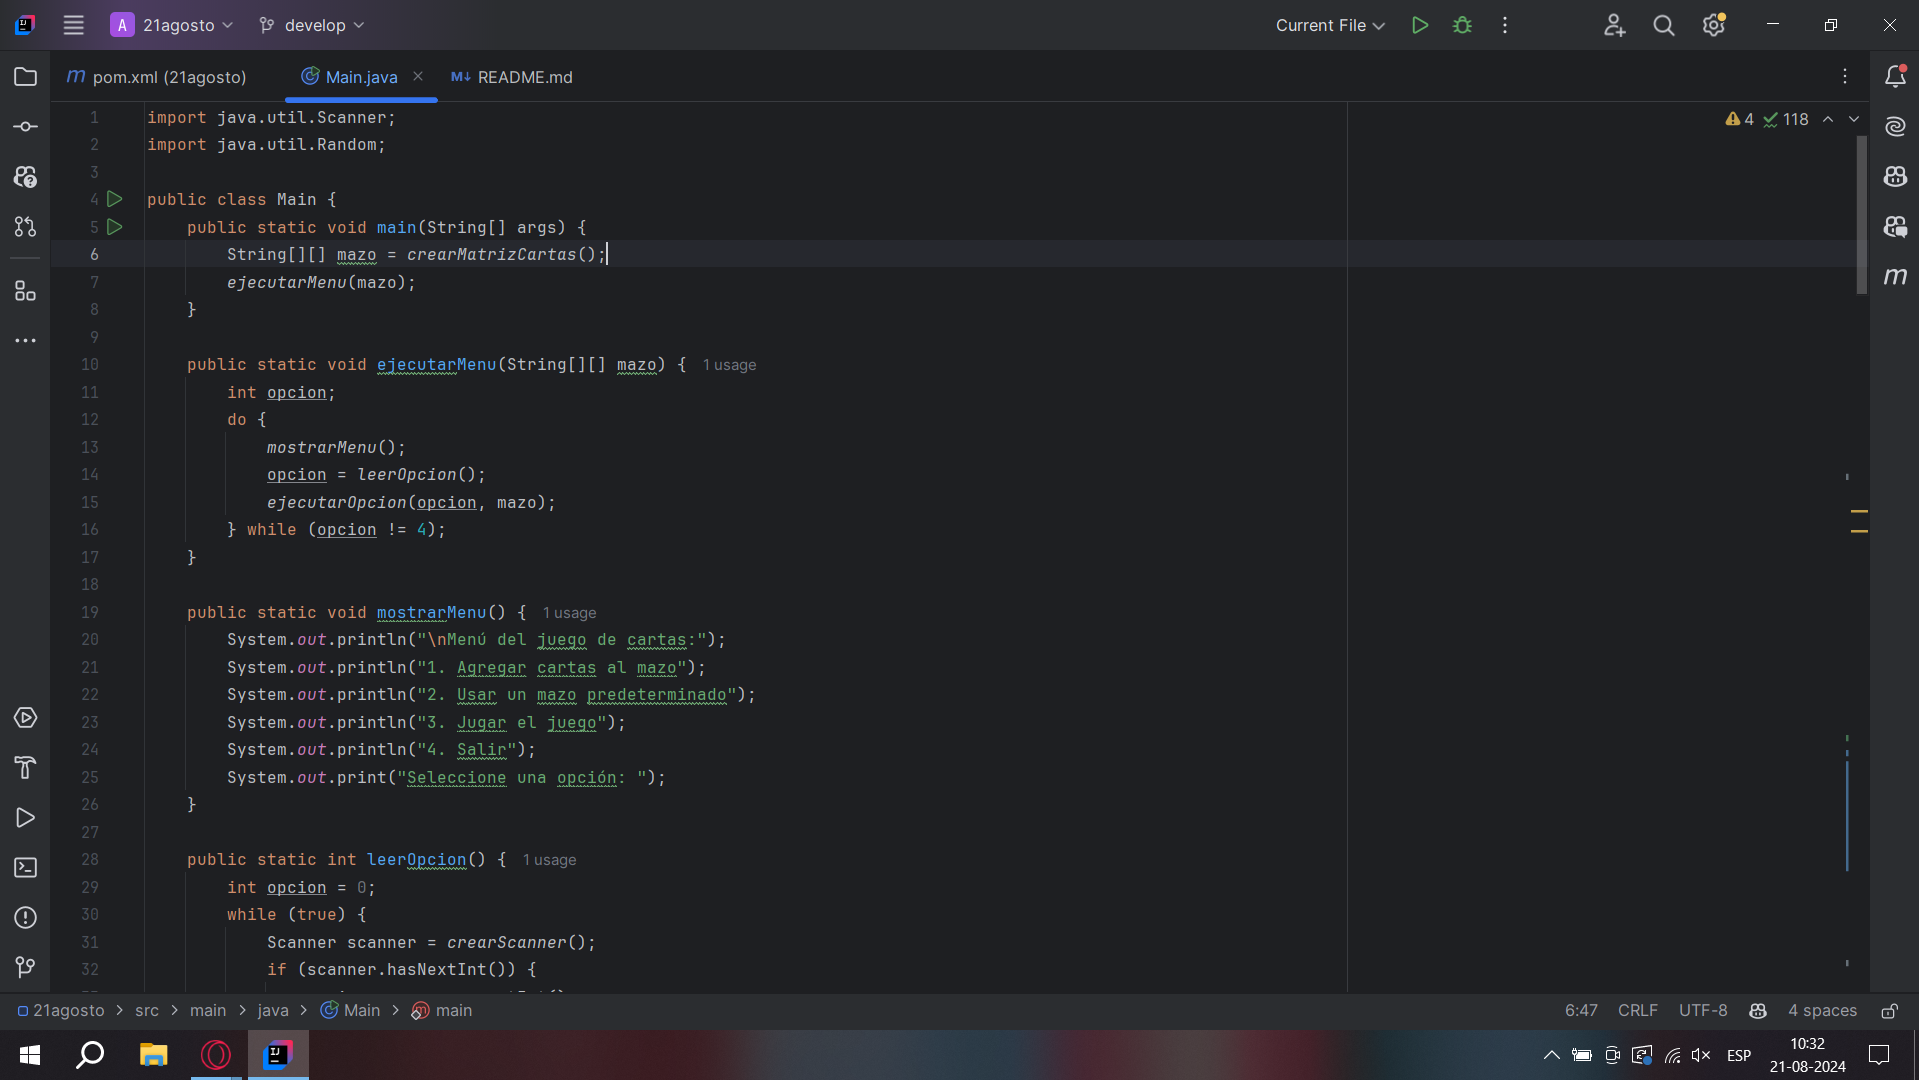 A 21agosto develop Current File
pom.xml (21agosto) Main.java README.md
4 118
1 import java.util.Scanner;
2 import java.util.Random;
3
4 public class Main {
5 public static void main(String[] args) {
6 String[][] mazo = crearMatrizCartas();
7 ejecutarMenu(mazo);
8 }
9
10 public static void ejecutarMenu(String[][] mazo) { 1 usage
11 int opcion;
12 do {
13 mostrarMenu();
14 opcion = leerOpcion();
15 ejecutarOpcion(opcion, mazo);
16 } while (opcion != 4);
17 }
18
19 public static void mostrarMenu() { 1 usage
20 System.out.println("\nMenú del juego de cartas:");
21 System.out.println("1. Agregar cartas al mazo");
22 System.out.println("2. Usar un mazo predeterminado");
23 System.out.println("3. Jugar el juego");
24 System.out.println("4. Salir");
25 System.out.print("Seleccione una opción: ");
26 }
27
28 public static int leerOpcion() { 1 usage
29 int opcion = 0;
30 while (true) {
31 Scanner scanner = crearScanner();
32 if (scanner.hasNextInt()) {
21agosto > src > main > java > Main > main 6:47 CRLF UTF-8 4 spaces
ESP 10:32
21-08-2024